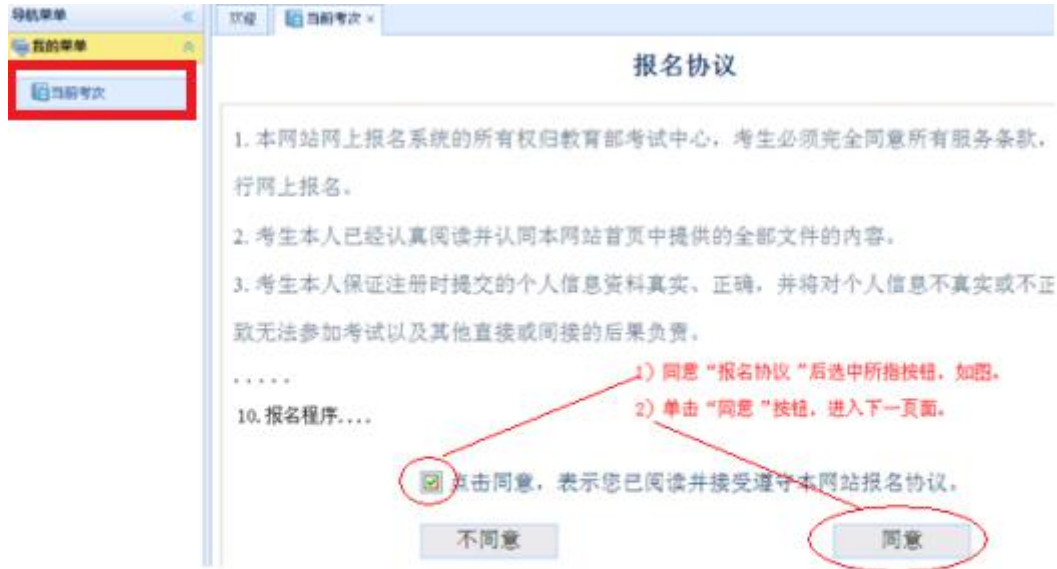 导航菜单
欢迎
当前考次
我的菜单
当前考次
报名协议
1. 本网站网上报名系统的所有权归教育部考试中心，考生必须完全同意所有服务条款，
行网上报名。
2. 考生本人已经认真阅读并认同本网站首页中提供的全部文件的内容。
3. 考生本人保证注册时提交的个人信息资料真实、正确，并将对个人信息不真实或不正
致无法参加考试以及其他直接或间接的后果负责。
.....
1）同意“报名协议”后选中所指按钮，如图。
10. 报名程序....
2）单击“同意”按钮，进入下一页面。
点击同意，表示您已阅读并接受遵守本网站报名协议。
不同意
同意